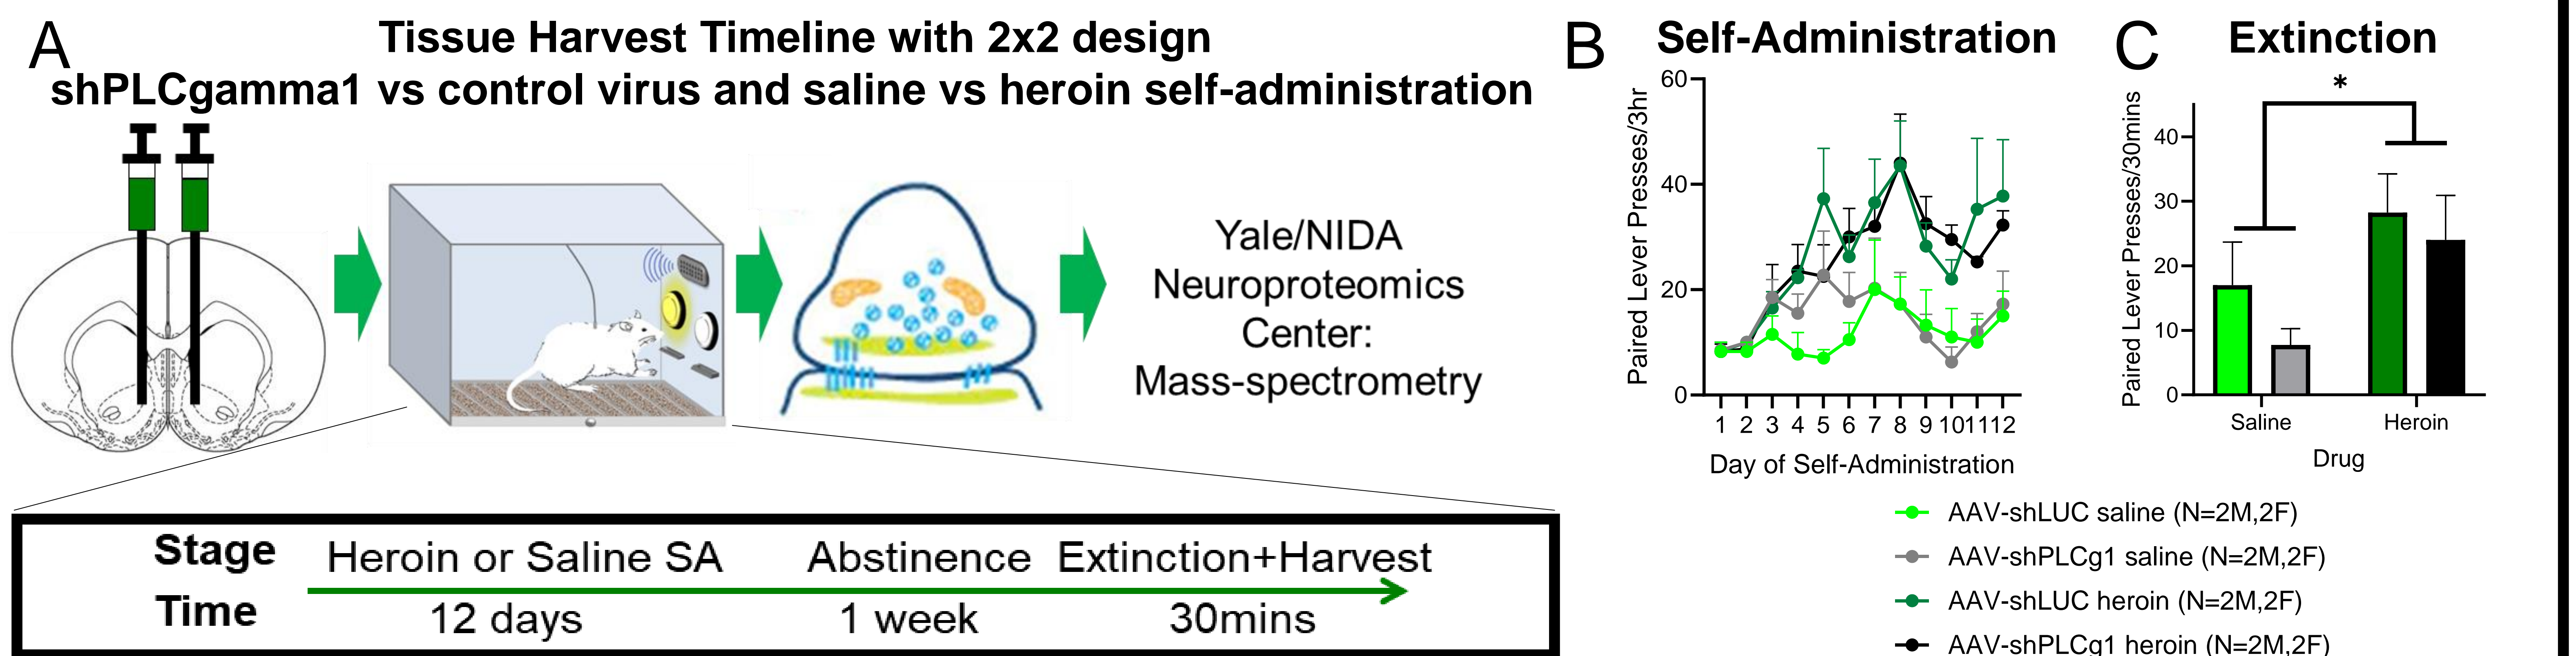 A
Tissue Harvest Timeline with 2x2 design
shPLCgamma1 vs control virus and saline vs heroin self-administration
Yale/NIDA
Neuroproteomics
Center:
Mass-spectrometry
Stage Heroin or Saline SA Abstinence Extinction+Harvest
Time 12 days 1 week 30mins
B
Self-Administration
Paired Lever Presses/3hr
60
40
20
0
1 2 3 4 5 6 7 8 9 10 11 12
Day of Self-Administration
C
Extinction
*
Paired Lever Presses/30mins
40
30
20
10
0
Saline Heroin
Drug
AAV-shLUC saline (N=2M,2F)
AAV-shPLCg1 saline (N=2M,2F)
AAV-shLUC heroin (N=2M,2F)
AAV-shPLCg1 heroin (N=2M,2F)